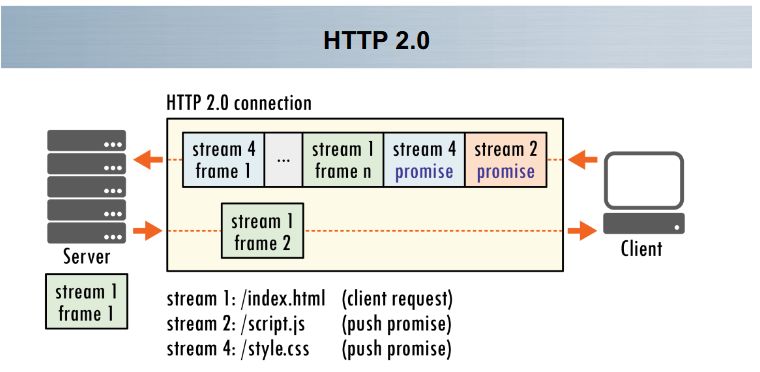 HTTP 2.0
HTTP 2.0 connection
stream 4
frame 1
...
stream 1
frame n
stream 4
promise
stream 2
promise
stream 1
frame 2
Server
Client
stream 1
frame 1
stream 1: /index.html (client request)
stream 2: /script.js (push promise)
stream 4: /style.css (push promise)